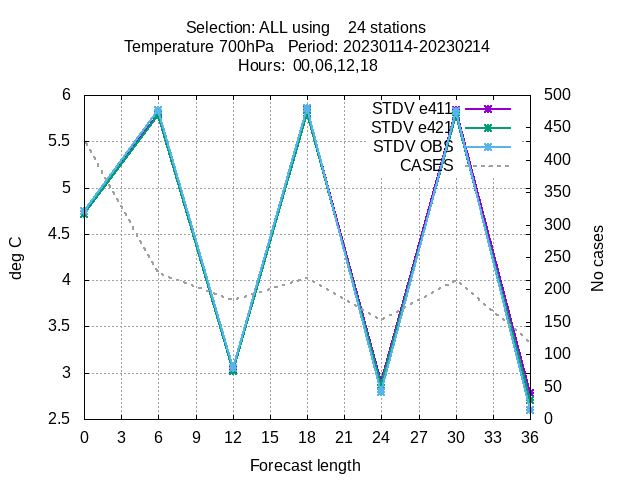 Selection: ALL using 24 stations
Temperature 700hPa Period: 20230114-20230214
Hours: 00,06,12,18
STDV e411
STDV e421
STDV OBS
CASES
6
5.5
5
4.5
4
3.5
3
2.5
500
450
400
350
300
250
200
150
100
50
0
deg C
No cases
0 3 6 9 12 15 18 21 24 27 30 33 36
Forecast length